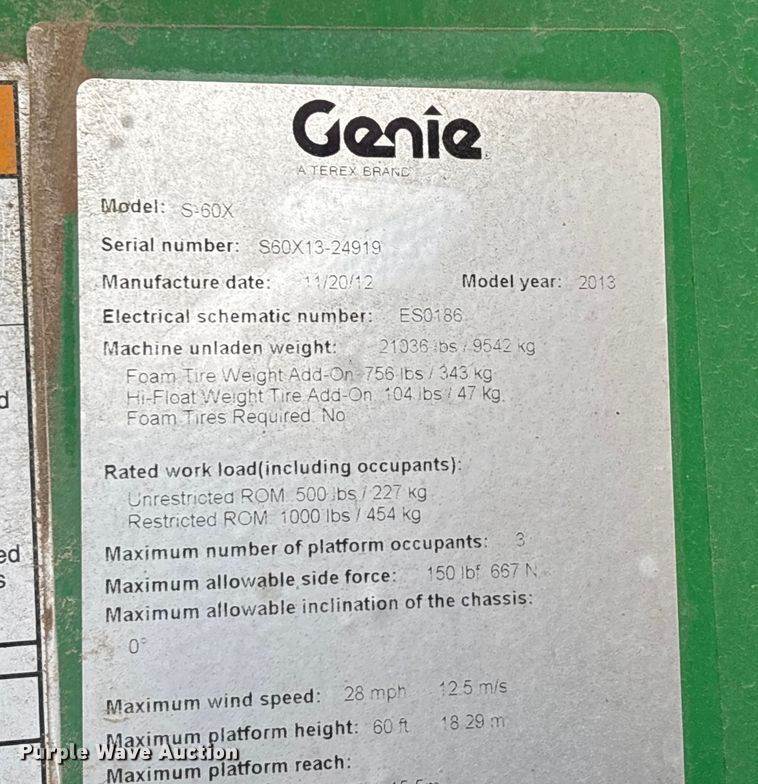 Genie
A TEREX BRAND
Model: S-60X
Serial number: S60X13-24919
Manufacture date: 11/20/12 Model year: 2013
Electrical schematic number: ES0186
Machine unladen weight: 21036 lbs / 9542 kg
Foam Tire Weight Add-On 756 lbs / 343 kg
Hi-Float Weight Tire Add-On 104 lbs / 47 kg
Foam Tires Required No
Rated work load(including occupants):
Unrestricted ROM 500 lbs / 227 kg
Restricted ROM 1000 lbs / 454 kg
Maximum number of platform occupants: 3
Maximum allowable side force: 150 lbf 667 N
Maximum allowable inclination of the chassis:
0°
Maximum wind speed: 28 mph 12.5 m/s
Maximum platform height: 60 ft 18.29 m
Maximum platform reach:
d
ed
s
Purple Wave Auction